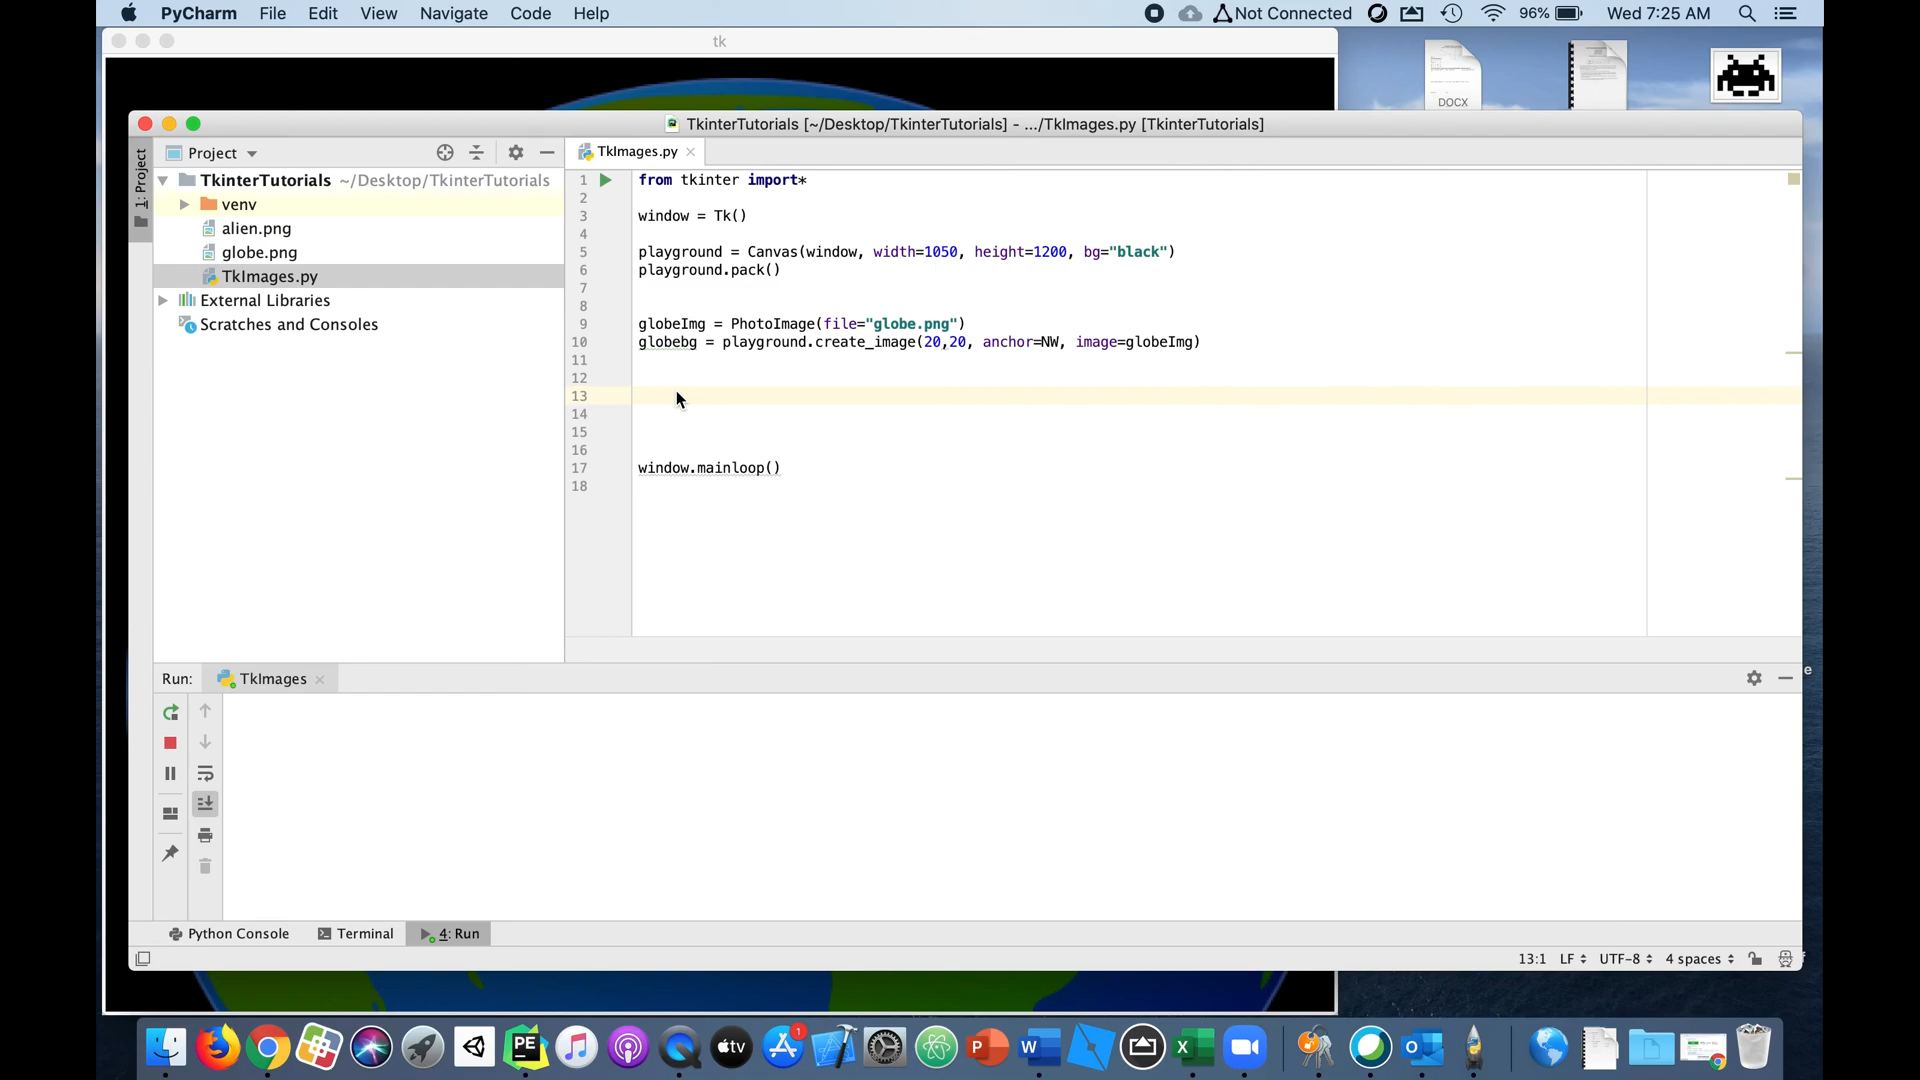 PyCharm File Edit View Navigate Code Help Not Connected 96% Wed 7:25 AM
tk
DOCX
TkinterTutorials [~/Desktop/TkinterTutorials] - .../TkImages.py [TkinterTutorials]
1: Project
Project
TkImages.py
TkinterTutorials ~/Desktop/TkinterTutorials
venv
alien.png
globe.png
TkImages.py
External Libraries
Scratches and Consoles
1 from tkinter import*
2
3 window = Tk()
4
5 playground = Canvas(window, width=1050, height=1200, bg="black")
6 playground.pack()
7
8
9 globeImg = PhotoImage(file="globe.png")
10 globebg = playground.create_image(20,20, anchor=NW, image=globeImg)
11
12
13
14
15
16
17 window.mainloop()
18
e
Run: TkImages
Python Console Terminal 4: Run
13:1 LF UTF-8 4 spaces
PE tv 1 P W X O